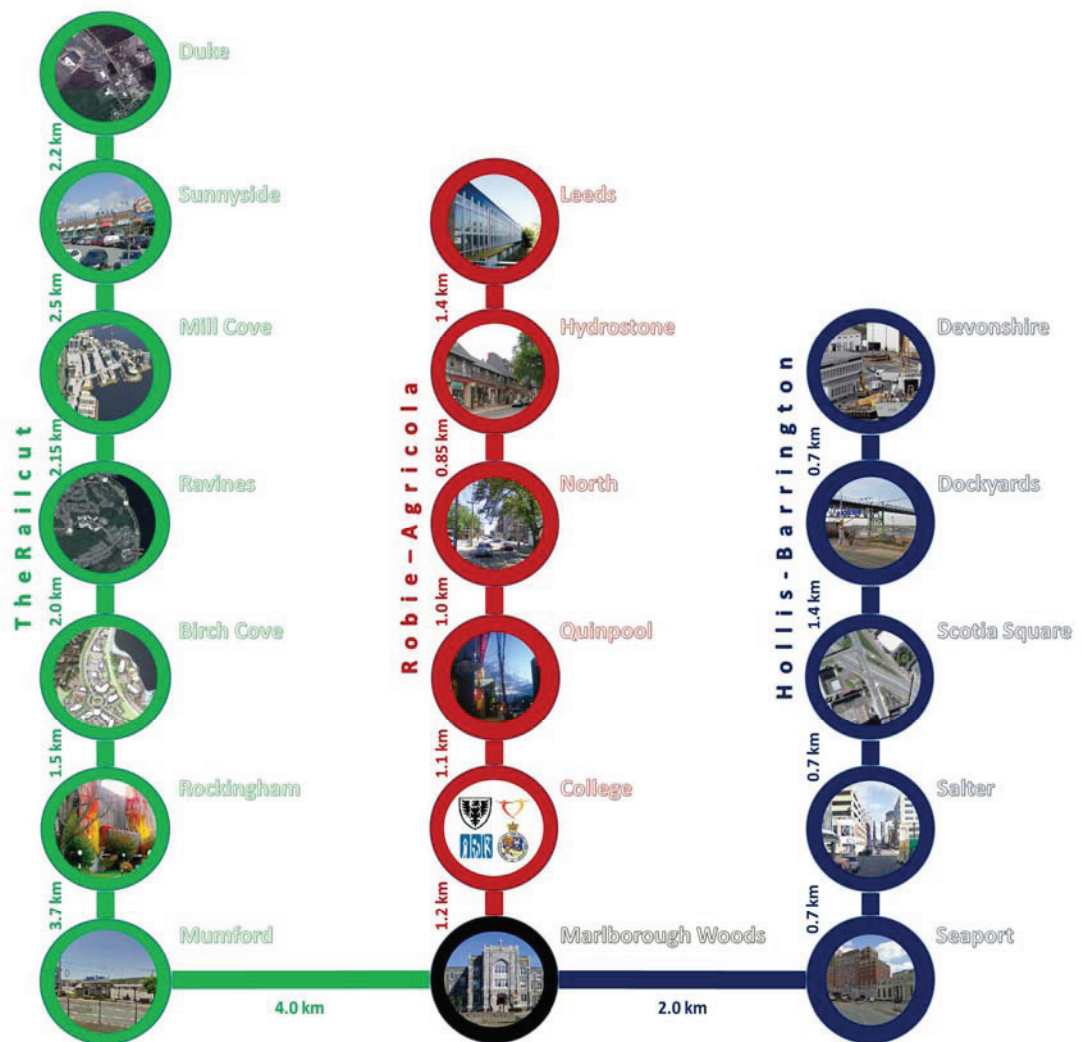 Duke
2.2 km
Sunnyside
Leeds
2.5 km
1.4 km
Mill Cove
Hydrostone
Devonshire
TheRailcut
Robie-Agricola
Hollis-Barrington
2.15 km
0.85 km
0.7 km
Ravines
North
Dockyards
2.0 km
1.0 km
1.4 km
Birch Cove
Quinpool
Scotia Square
1.5 km
1.1 km
0.7 km
Rockingham
College
Salter
3.7 km
1.2 km
0.7 km
Mumford
Marlborough Woods
Seaport
4.0 km
2.0 km